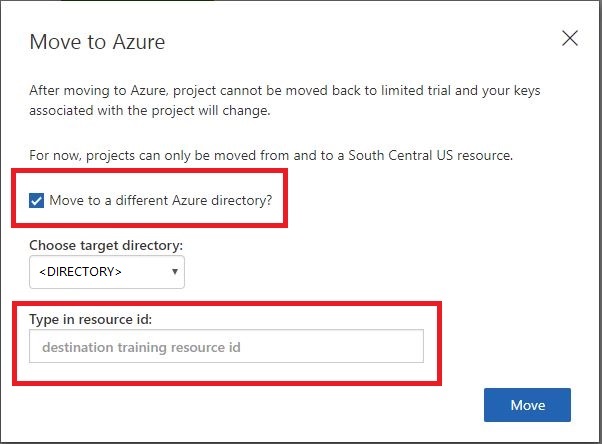 Move to Azure
After moving to Azure, project cannot be moved back to limited trial and your keys
associated with the project will change.
For now, projects can only be moved from and to a South Central US resource.
Move to a different Azure directory?
Choose target directory:
<DIRECTORY>
Type in resource id:
destination training resource id
Move